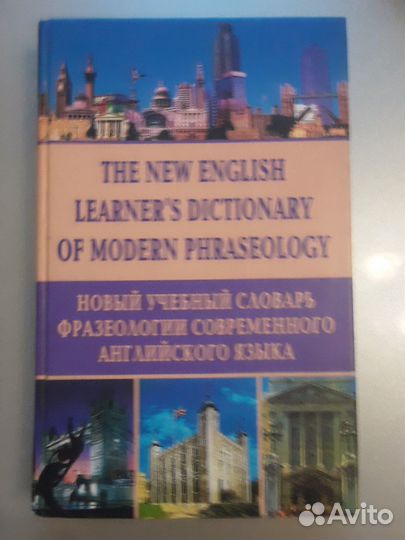 THE NEW ENGLISH
LEARNER'S DICTIONARY
OF MODERN PHRASEOLOGY
НОВЫЙ УЧЕБНЫЙ СЛОВАРЬ
ФРАЗЕОЛОГИИ СОВРЕМЕННОГО
АНГЛИЙСКОГО ЯЗЫКА
Avito